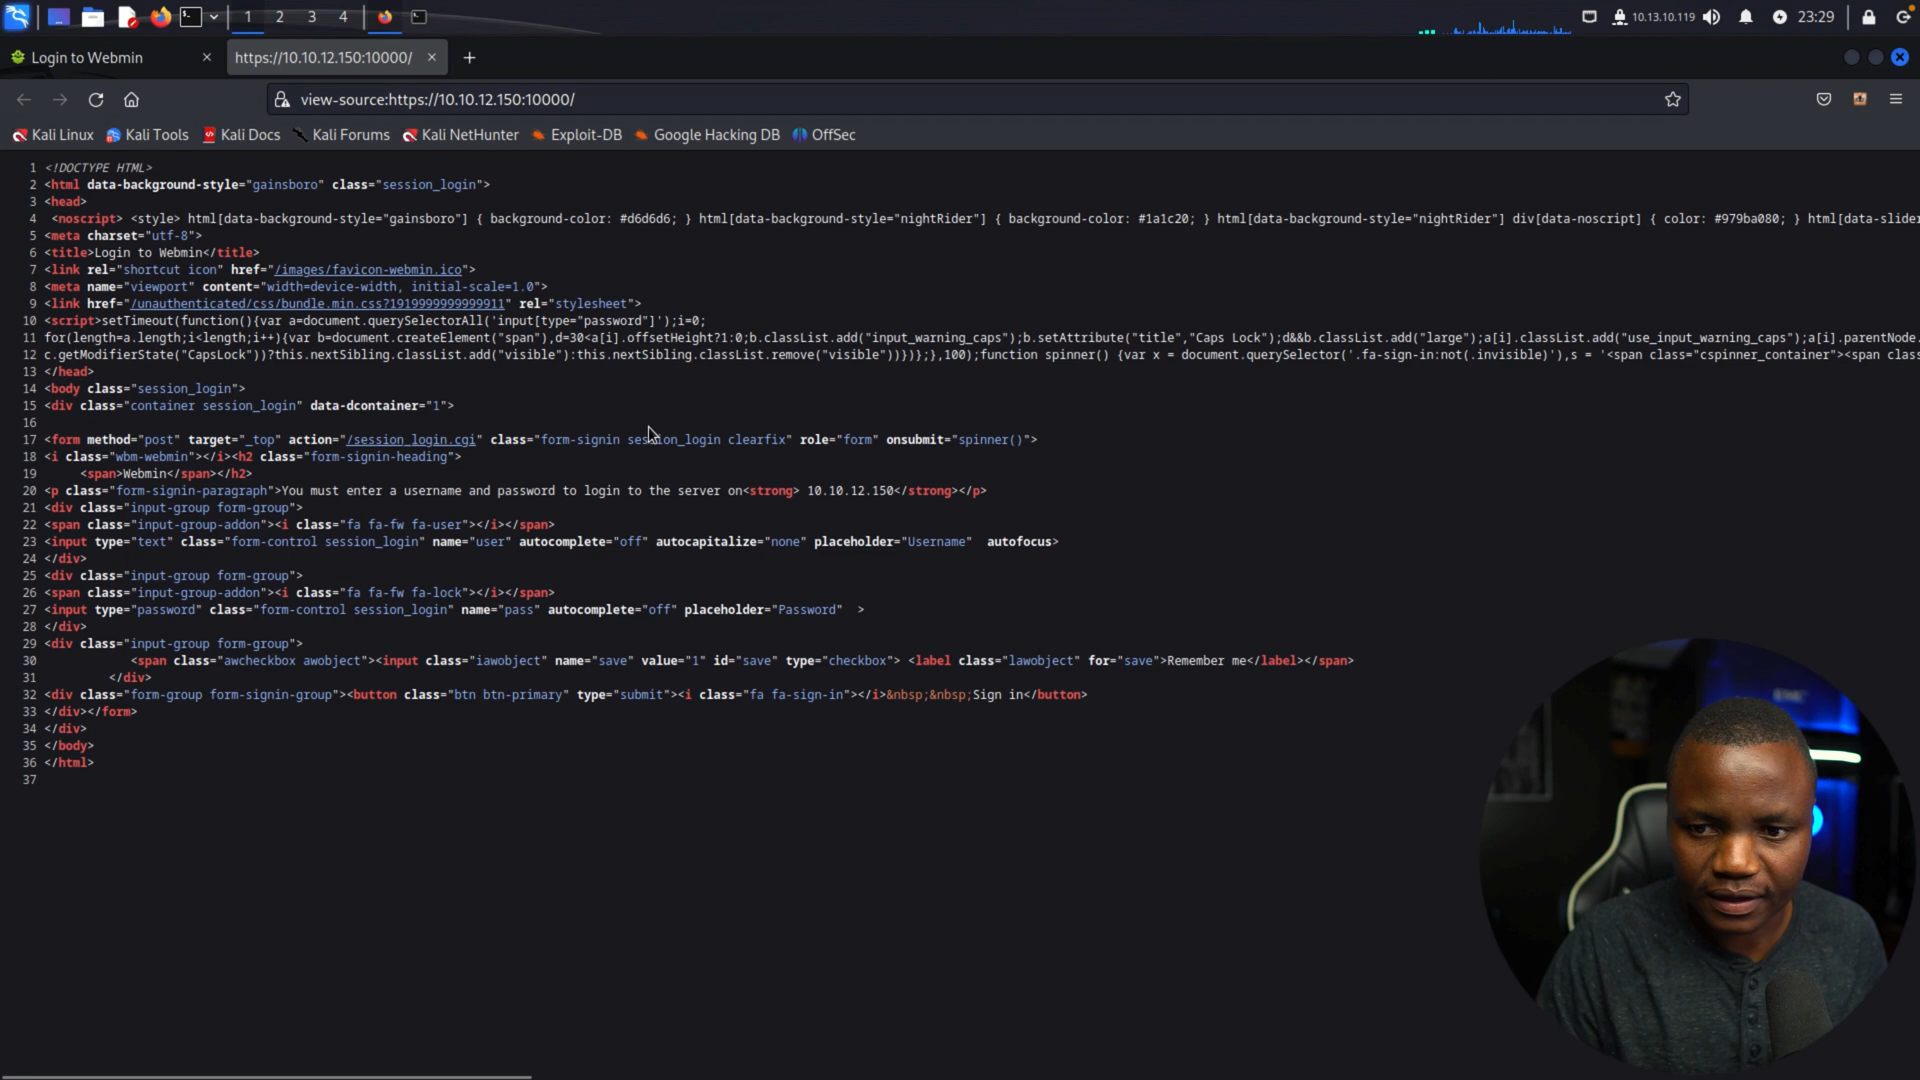 1 2 3 4
10.13.10.119
23:29
Login to Webmin
https://10.10.12.150:10000/
view-source:https://10.10.12.150:10000/
Kali Linux Kali Tools Kali Docs Kali Forums Kali NetHunter Exploit-DB Google Hacking DB OffSec
1 <!DOCTYPE HTML>
2 <html data-background-style="gainsboro" class="session_login">
3 <head>
4 <noscript> <style> html[data-background-style="gainsboro"] { background-color: #d6d6d6; } html[data-background-style="nightRider"] { background-color: #1a1c20; } html[data-background-style="nightRider"] div[data-noscript] { color: #979ba080; } html[data-slider
5 <meta charset="utf-8">
6 <title>Login to Webmin</title>
7 <link rel="shortcut icon" href="/images/favicon-webmin.ico">
8 <meta name="viewport" content="width=device-width, initial-scale=1.0">
9 <link href="/unauthenticated/css/bundle.min.css?1919999999999911" rel="stylesheet">
10 <script>setTimeout(function(){var a=document.querySelectorAll('input[type="password"]');i=0;
11 for(length=a.length;i<length;i++){var b=document.createElement("span"),d=30<a[i].offsetHeight?1:0;b.classList.add("input_warning_caps");b.setAttribute("title","Caps Lock");d&&b.classList.add("large");a[i].classList.add("use_input_warning_caps");a[i].parentNode.
12 c.getModifierState("CapsLock"))?this.nextSibling.classList.add("visible"):this.nextSibling.classList.remove("visible"))})};},100);function spinner() {var x = document.querySelector('.fa-sign-in:not(.invisible)'),s = '<span class="cspinner_container"><span clas
13 </head>
14 <body class="session_login">
15 <div class="container session_login" data-dcontainer="1">
16
17 <form method="post" target="_top" action="/session_login.cgi" class="form-signin session_login clearfix" role="form" onsubmit="spinner()">
18 <i class="wbm-webmin"></i><h2 class="form-signin-heading">
19 <span>Webmin</span></h2>
20 <p class="form-signin-paragraph">You must enter a username and password to login to the server on<strong> 10.10.12.150</strong></p>
21 <div class="input-group form-group">
22 <span class="input-group-addon"><i class="fa fa-fw fa-user"></i></span>
23 <input type="text" class="form-control session_login" name="user" autocomplete="off" autocapitalize="none" placeholder="Username" autofocus>
24 </div>
25 <div class="input-group form-group">
26 <span class="input-group-addon"><i class="fa fa-fw fa-lock"></i></span>
27 <input type="password" class="form-control session_login" name="pass" autocomplete="off" placeholder="Password" >
28 </div>
29 <div class="input-group form-group">
30 <span class="awcheckbox awobject"><input class="iawobject" name="save" value="1" id="save" type="checkbox"> <label class="lawobject" for="save">Remember me</label></span>
31 </div>
32 <div class="form-group form-signin-group"><button class="btn btn-primary" type="submit"><i class="fa fa-sign-in"></i>&nbsp;&nbsp;Sign in</button>
33 </div></form>
34 </div>
35 </body>
36 </html>
37